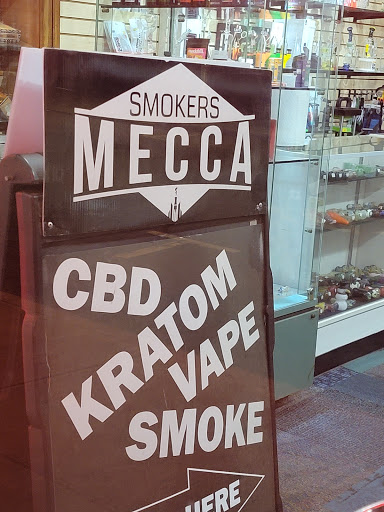 SMOKERS
MECCA
CBD
KRATOM
VAPE
SMOKE
HERE